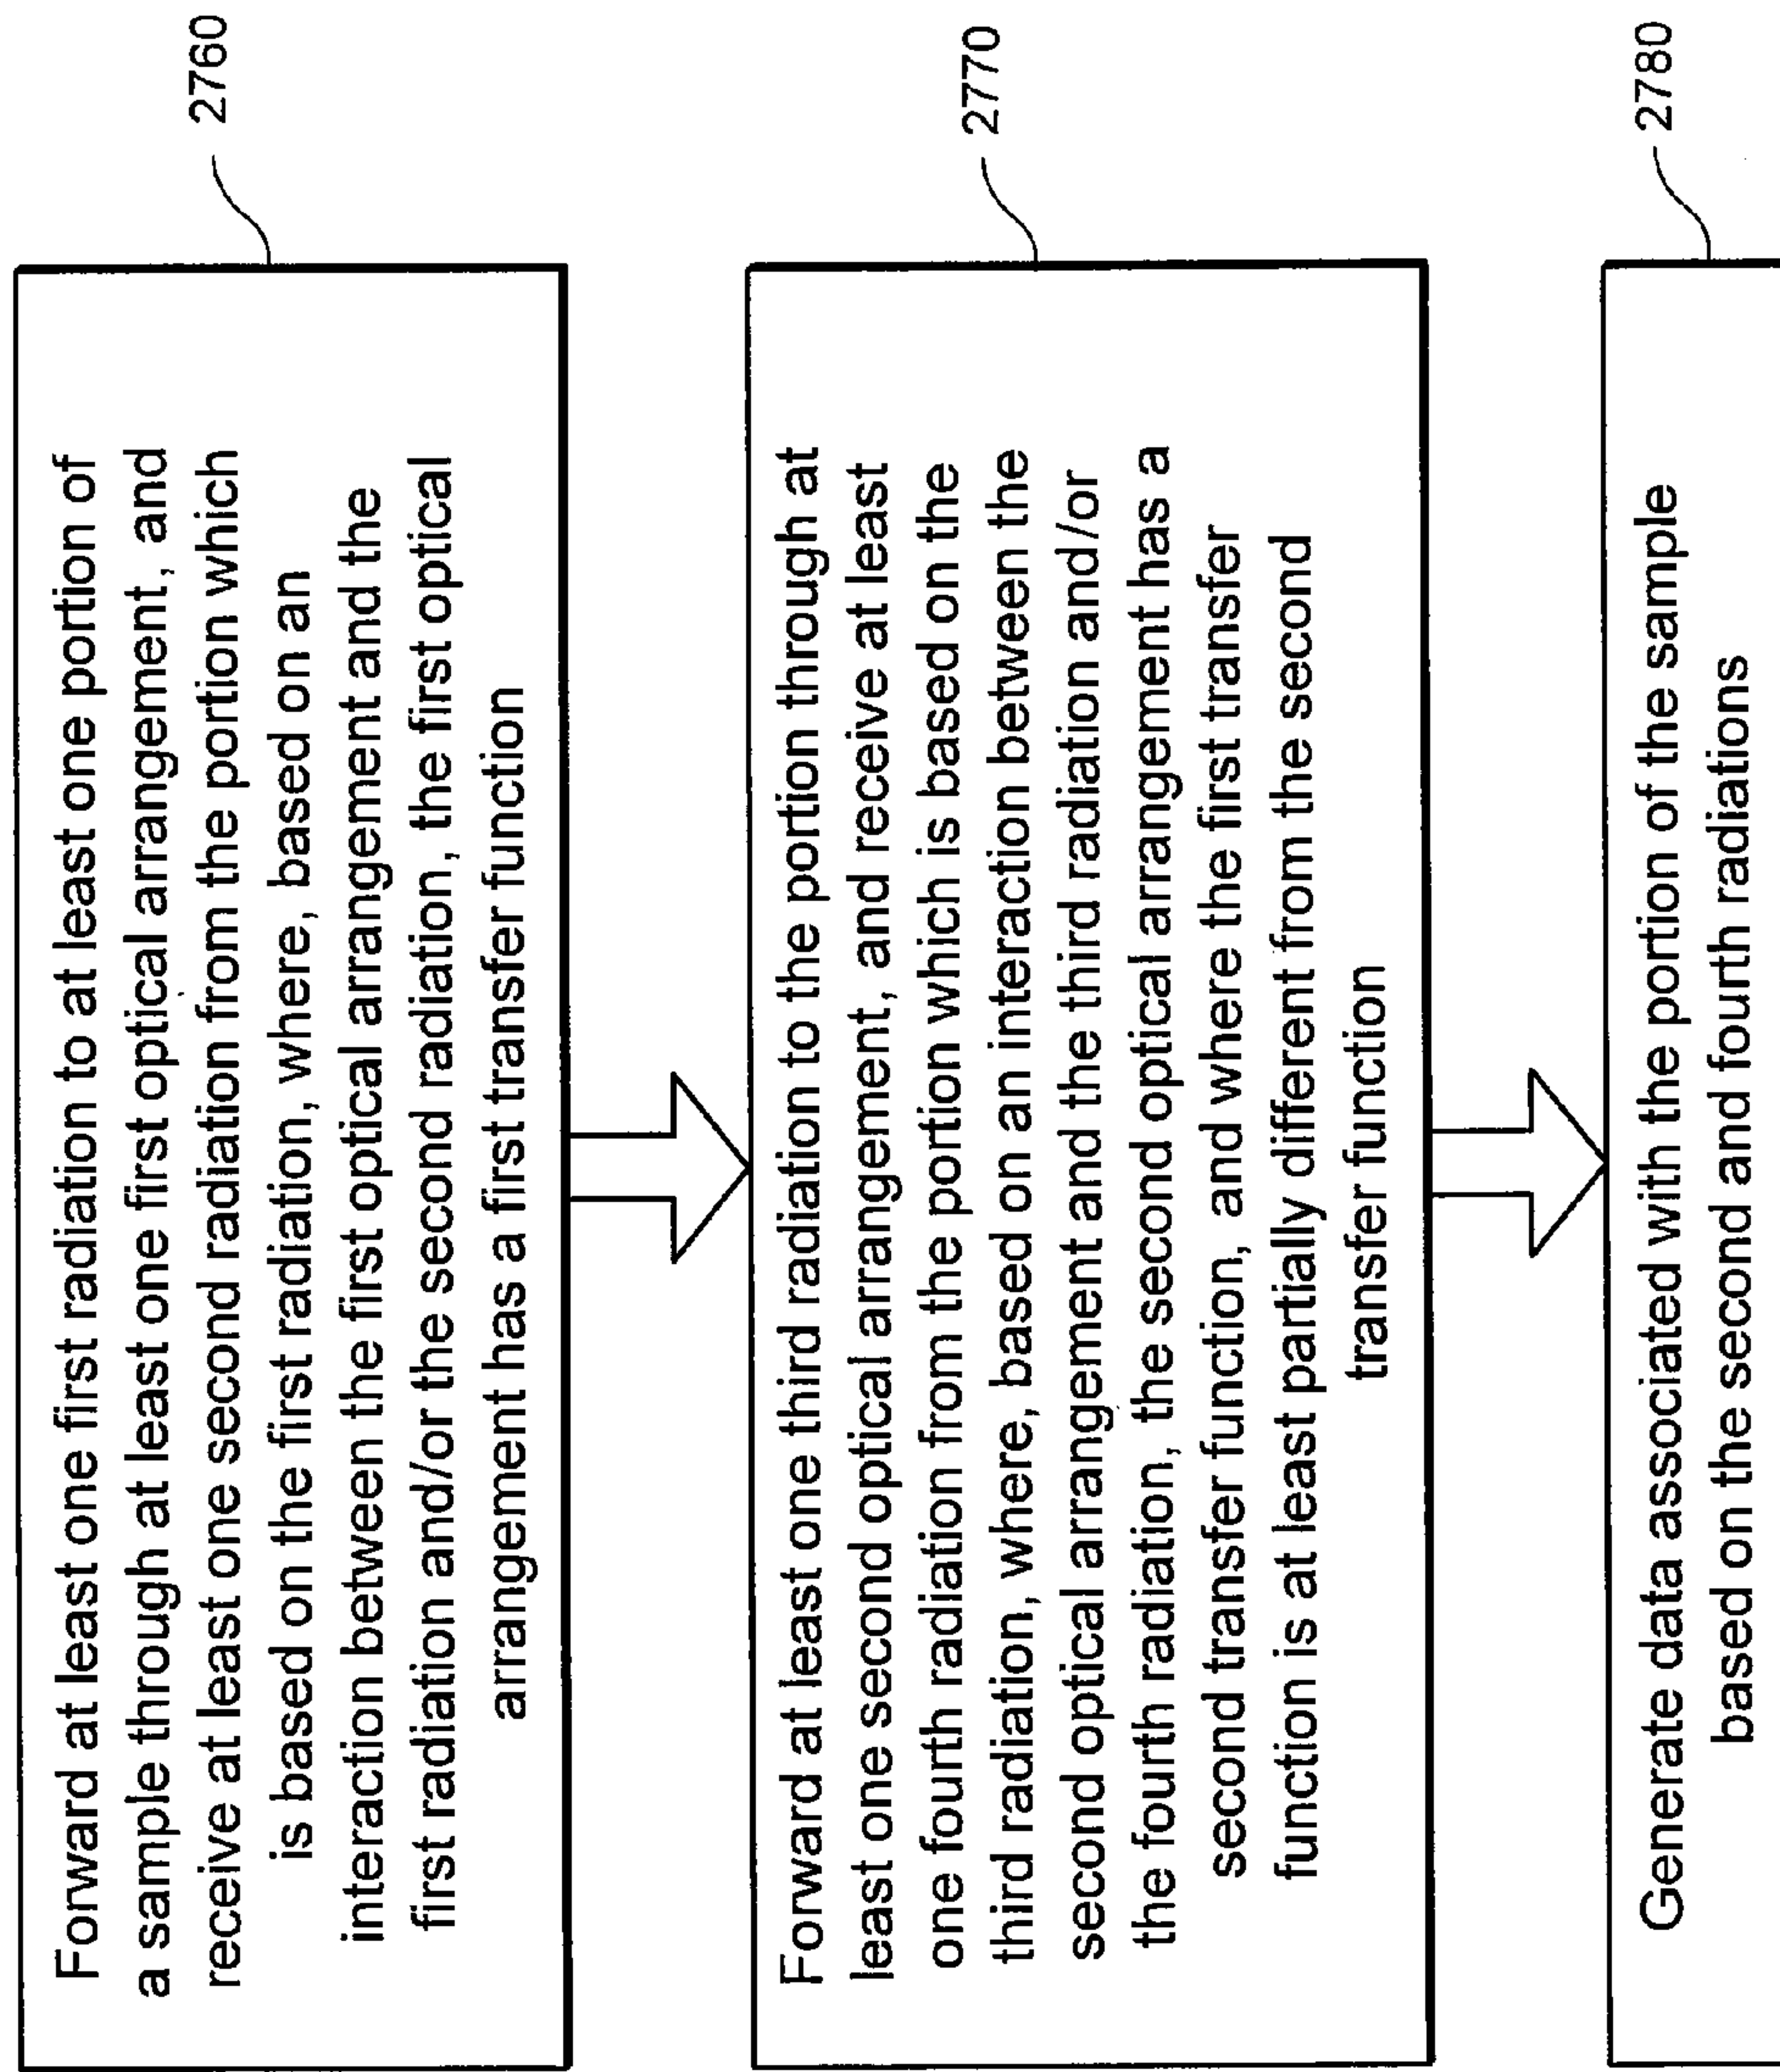 Forward at least one first radiation to at least one portion of
a sample through at least one first optical arrangement, and
receive at least one second radiation from the portion which
is based on the first radiation, where, based on an
interaction between the first optical arrangement and the
first radiation and/or the second radiation, the first optical
arrangement has a first transfer function
2760
Forward at least one third radiation to the portion through at
least one second optical arrangement, and receive at least
one fourth radiation from the portion which is based on the
third radiation, where, based on an interaction between the
second optical arrangement and the third radiation and/or
the fourth radiation, the second optical arrangement has a
second transfer function, and where the first transfer
function is at least partially different from the second
transfer function
2770
Generate data associated with the portion of the sample
based on the second and fourth radiations
2780